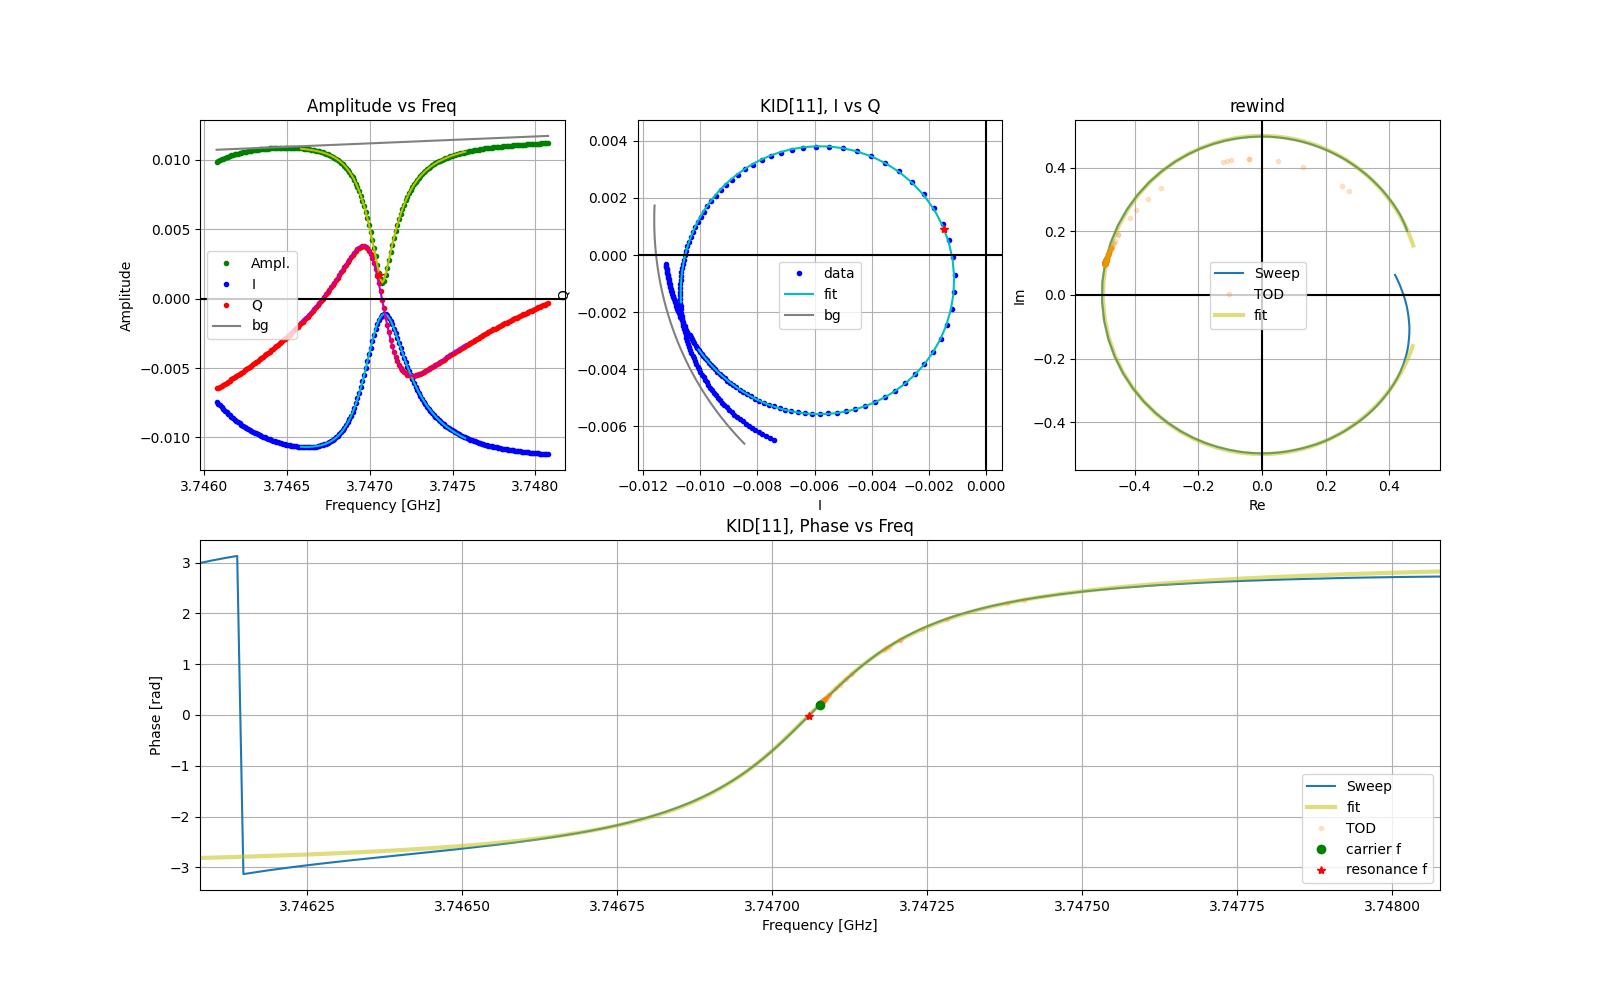 Amplitude vs Freq
Amplitude
0.010
0.005
0.000
−0.005
−0.010
Ampl.
I
Q
bg
3.7460 3.7465 3.7470 3.7475 3.7480
Frequency [GHz]
KID[11], I vs Q
Q
0.004
0.002
0.000
−0.002
−0.004
−0.006
data
fit
bg
−0.012 −0.010 −0.008 −0.006 −0.004 −0.002 0.000
I
rewind
Im
0.4
0.2
0.0
−0.2
−0.4
Sweep
TOD
fit
−0.4 −0.2 0.0 0.2 0.4
Re
KID[11], Phase vs Freq
Phase [rad]
3
2
1
0
−1
−2
−3
Sweep
fit
TOD
carrier f
resonance f
3.74625 3.74650 3.74675 3.74700 3.74725 3.74750 3.74775 3.74800
Frequency [GHz]